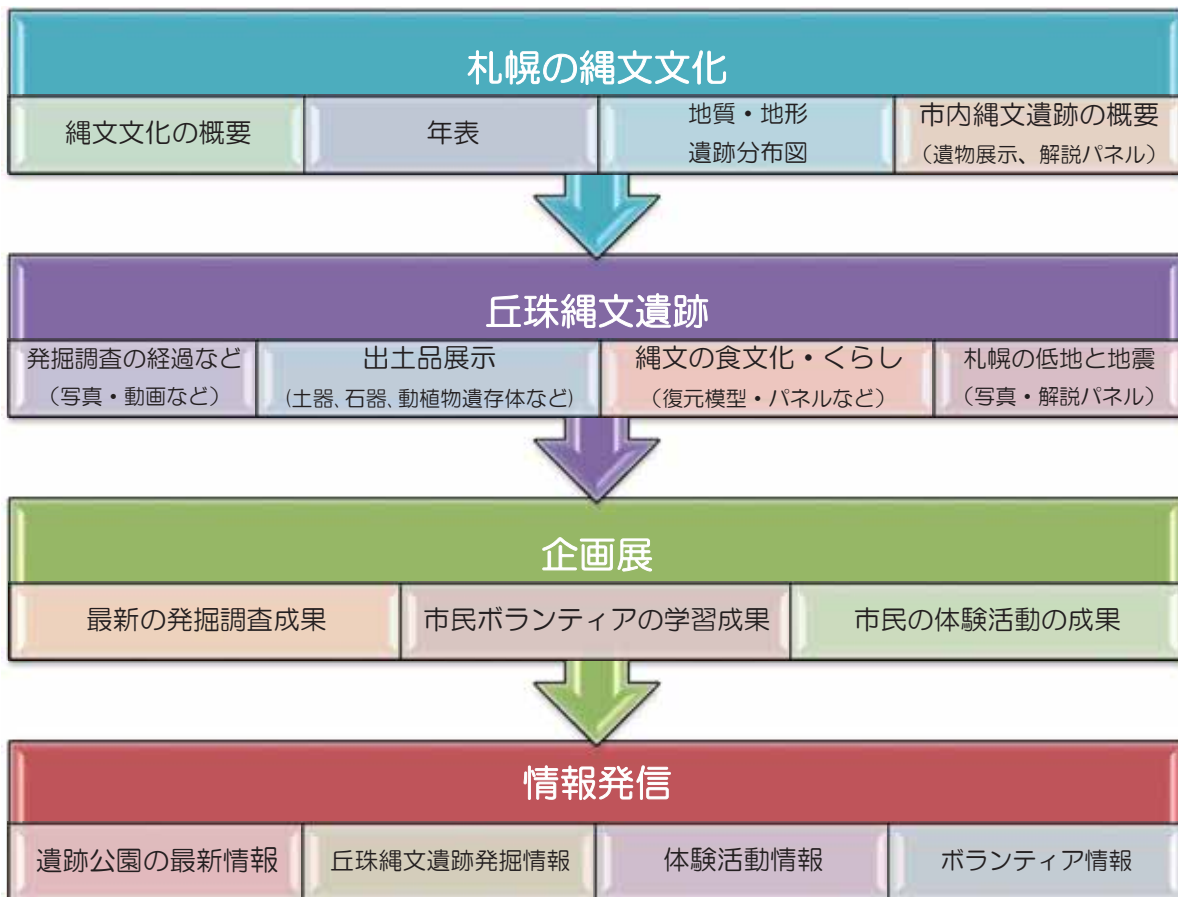 札幌の縄文文化
縄文文化の概要
年表
地質・地形
遺跡分布図
市内縄文遺跡の概要
（遺物展示、解説パネル）
丘珠縄文遺跡
発掘調査の経過など
（写真・動画など）
出土品展示
(土器、石器、動植物遺存体など)
縄文の食文化・くらし
（復元模型・パネルなど）
札幌の低地と地震
（写真・解説パネル）
企画展
最新の発掘調査成果
市民ボランティアの学習成果
市民の体験活動の成果
情報発信
遺跡公園の最新情報
丘珠縄文遺跡発掘情報
体験活動情報
ボランティア情報